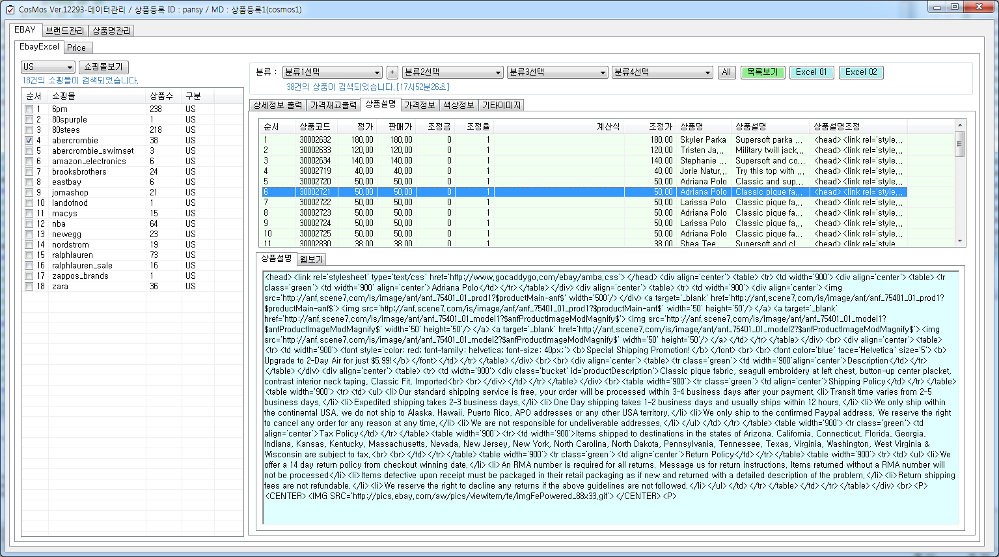 CosMos Ver.12293-데이터관리 / 상품등록 ID : pansy / MD : 상품등록1(cosmos1)
EBAY 브랜드관리 상품명관리
EbayExcel Price
US 쇼핑몰보기
18건의 쇼핑몰이 검색되었습니다.
순서 쇼핑몰 상품수 구분
1 6pm 238 US
2 80spurple 1 US
3 80stees 218 US
4 abercrombie 38 US
5 abercrombie_swimset 3 US
6 amazon_electronics 6 US
7 brooksbrothers 24 US
8 eastbay 6 US
9 jomashop 21 US
10 landofnod 1 US
11 macys 15 US
12 nba 64 US
13 newegg 23 US
14 nordstrom 19 US
15 ralphlauren 73 US
16 ralphlauren_sale 16 US
17 zappos_brands 1 US
18 zara 36 US
분류 : 분류1선택 + 분류2선택 분류3선택 분류4선택 All 목록보기 Excel 01 Excel 02
38건의 상품이 검색되었습니다.[17시52분26초]
상세정보 출력 가격재고출력 상품설명 가격정보 색상정보 기타이미지
순서 상품코드 정가 판매가 조정금 조정율 계산식 조정가 상품명 상품설명 상품설명조정
1 30002632 180.00 180.00 0 1 180.00 Skyler Parka Supersoft parka ... <head><link rel='style...
2 30002633 120.00 120.00 0 1 120.00 Tristen Ja... Military twill jack... <head><link rel='style...
3 30002634 140.00 140.00 0 1 140.00 Stephanie ... Supersoft and co... <head><link rel='style...
4 30002719 40.00 40.00 0 1 40.00 Jorie Natur... Try this top with ... <head><link rel='style...
5 30002720 50.00 50.00 0 1 50.00 Adriana Polo Classic and sup... <head><link rel='style...
6 30002721 50.00 50.00 0 1 50.00 Adriana Polo Classic pique fa... <head><link rel='style...
7 30002722 50.00 50.00 0 1 50.00 Larissa Polo Classic pique fa... <head><link rel='style...
8 30002723 50.00 50.00 0 1 50.00 Adriana Polo Classic pique fa... <head><link rel='style...
9 30002724 50.00 50.00 0 1 50.00 Larissa Polo Classic pique fa... <head><link rel='style...
10 30002725 50.00 50.00 0 1 50.00 Adriana Polo Classic pique fa... <head><link rel='style...
11 30002830 38.00 38.00 0 1 38.00 Shea Tee Supersoft and cl... <head><link rel='style...
상품설명 웹보기
<head><link rel='stylesheet' type='text/css' href='http://www.gocaddygo.com/ebay/amba.css'></head><div align='center'><table><tr><td width='900'><div align='center'><table><tr
class='green'><td width='900' align='center'>Adriana Polo</td></tr></table></div><div align='center'><table><tr><td width='900'><div align='center'><img
src='http://anf.scene7.com/is/image/anf/anf_75401_01_prod1?$productMain-anf$' width='500'/></div><a target='_blank' href='http://anf.scene7.com/is/image/anf/anf_75401_01_prod1?
$productMain-anf$'><img src='http://anf.scene7.com/is/image/anf/anf_75401_01_prod1?$productMain-anf$' width='50' height='50'/></a><a target='_blank'
href='http://anf.scene7.com/is/image/anf/anf_75401_01_model1?$anfProductImageModMagnify$'><img src='http://anf.scene7.com/is/image/anf/anf_75401_01_model1?
$anfProductImageModMagnify$' width='50' height='50'/></a><a target='_blank' href='http://anf.scene7.com/is/image/anf/anf_75401_01_model2?$anfProductImageModMagnify$'><img
src='http://anf.scene7.com/is/image/anf/anf_75401_01_model2?$anfProductImageModMagnify$' width='50' height='50'/></a></td></tr></table></div><br><div align='center'><table>
<tr><td width='900'><font style='color: red; font-family: helvetica; font-size: 40px;'><b>Special Shipping Promotion!</b></font><br><br><font color='blue' face='Helvetica' size='5'><b>
Upgrade to 2-Day Air for just $5.99!</b></font></td></tr></table></div><br><br><div align='center'><table><tr class='green'><td width='900'align='center'>Description</td></tr>
</table></div><div align='center'><table><tr><td width='900'><div class='bucket' id='productDescription'>Classic pique fabric, seagull embroidery at left chest, button-up center placket,
contrast interior neck taping, Classic Fit, Imported<br><br></div></td></tr></table></div><br><table width='900'><tr class='green'><td align='center'>Shipping Policy</td></tr></table>
<table width='900'><tr><td><ul><li>Our standard shipping service is free, your order will be processed within 3-4 business days after your payment.<li>Transit time varies from 2-5
business days.</li><li>Expedited shipping takes 2-3 business days.</li><li>One Day shipping takes 1-2 business days and usually ships within 12 hours.</li><li>We only ship within
the continental USA, we do not ship to Alaska, Hawaii, Puerto Rico, APO addresses or any other USA territory.</li><li>We only ship to the confirmed Paypal address. We reserve the right
to cancel any order for any reason at any time.</li><li>We are not responsible for undeliverable addresses.</li></ul></td></tr></table><table width='900'><tr class='green'><td
align='center'>Tax Policy</td></tr></table><table width='900'><tr><td width='900'>Items shipped to destinations in the states of Arizona, California, Connecticut, Florida, Georgia,
Indiana, Kansas, Kentucky, Massachusetts, Nevada, New Jersey, New York, North Carolina, North Dakota, Pennsylvania, Tennessee, Texas, Virginia, Washington, West Virginia &
Wisconsin are subject to tax.<br><br></td></tr></table><table width='900'><tr class='green'><td align='center'>Return Policy</td></tr></table><table width='900'><tr><td><ul><li>We
offer a 14 day return policy from checkout winning date.</li><li>An RMA number is required for all returns. Message us for return instructions. Items returned without a RMA number will
not be processed</li><li>Items defective upon receipt must be packaged in their retail packaging as if new and returned with a detailed description of the problem.</li><li>Return shipping
fees are not refundable.</li><li>We reserve the right to decline any returns if the above guidelines are not followed.</li></ul></td></tr></table></td></tr></table></div><br><P>
<CENTER><IMG SRC='http://pics.ebay.com/aw/pics/viewitem/fe/imgFePowered_88x33.gif'></CENTER><P>